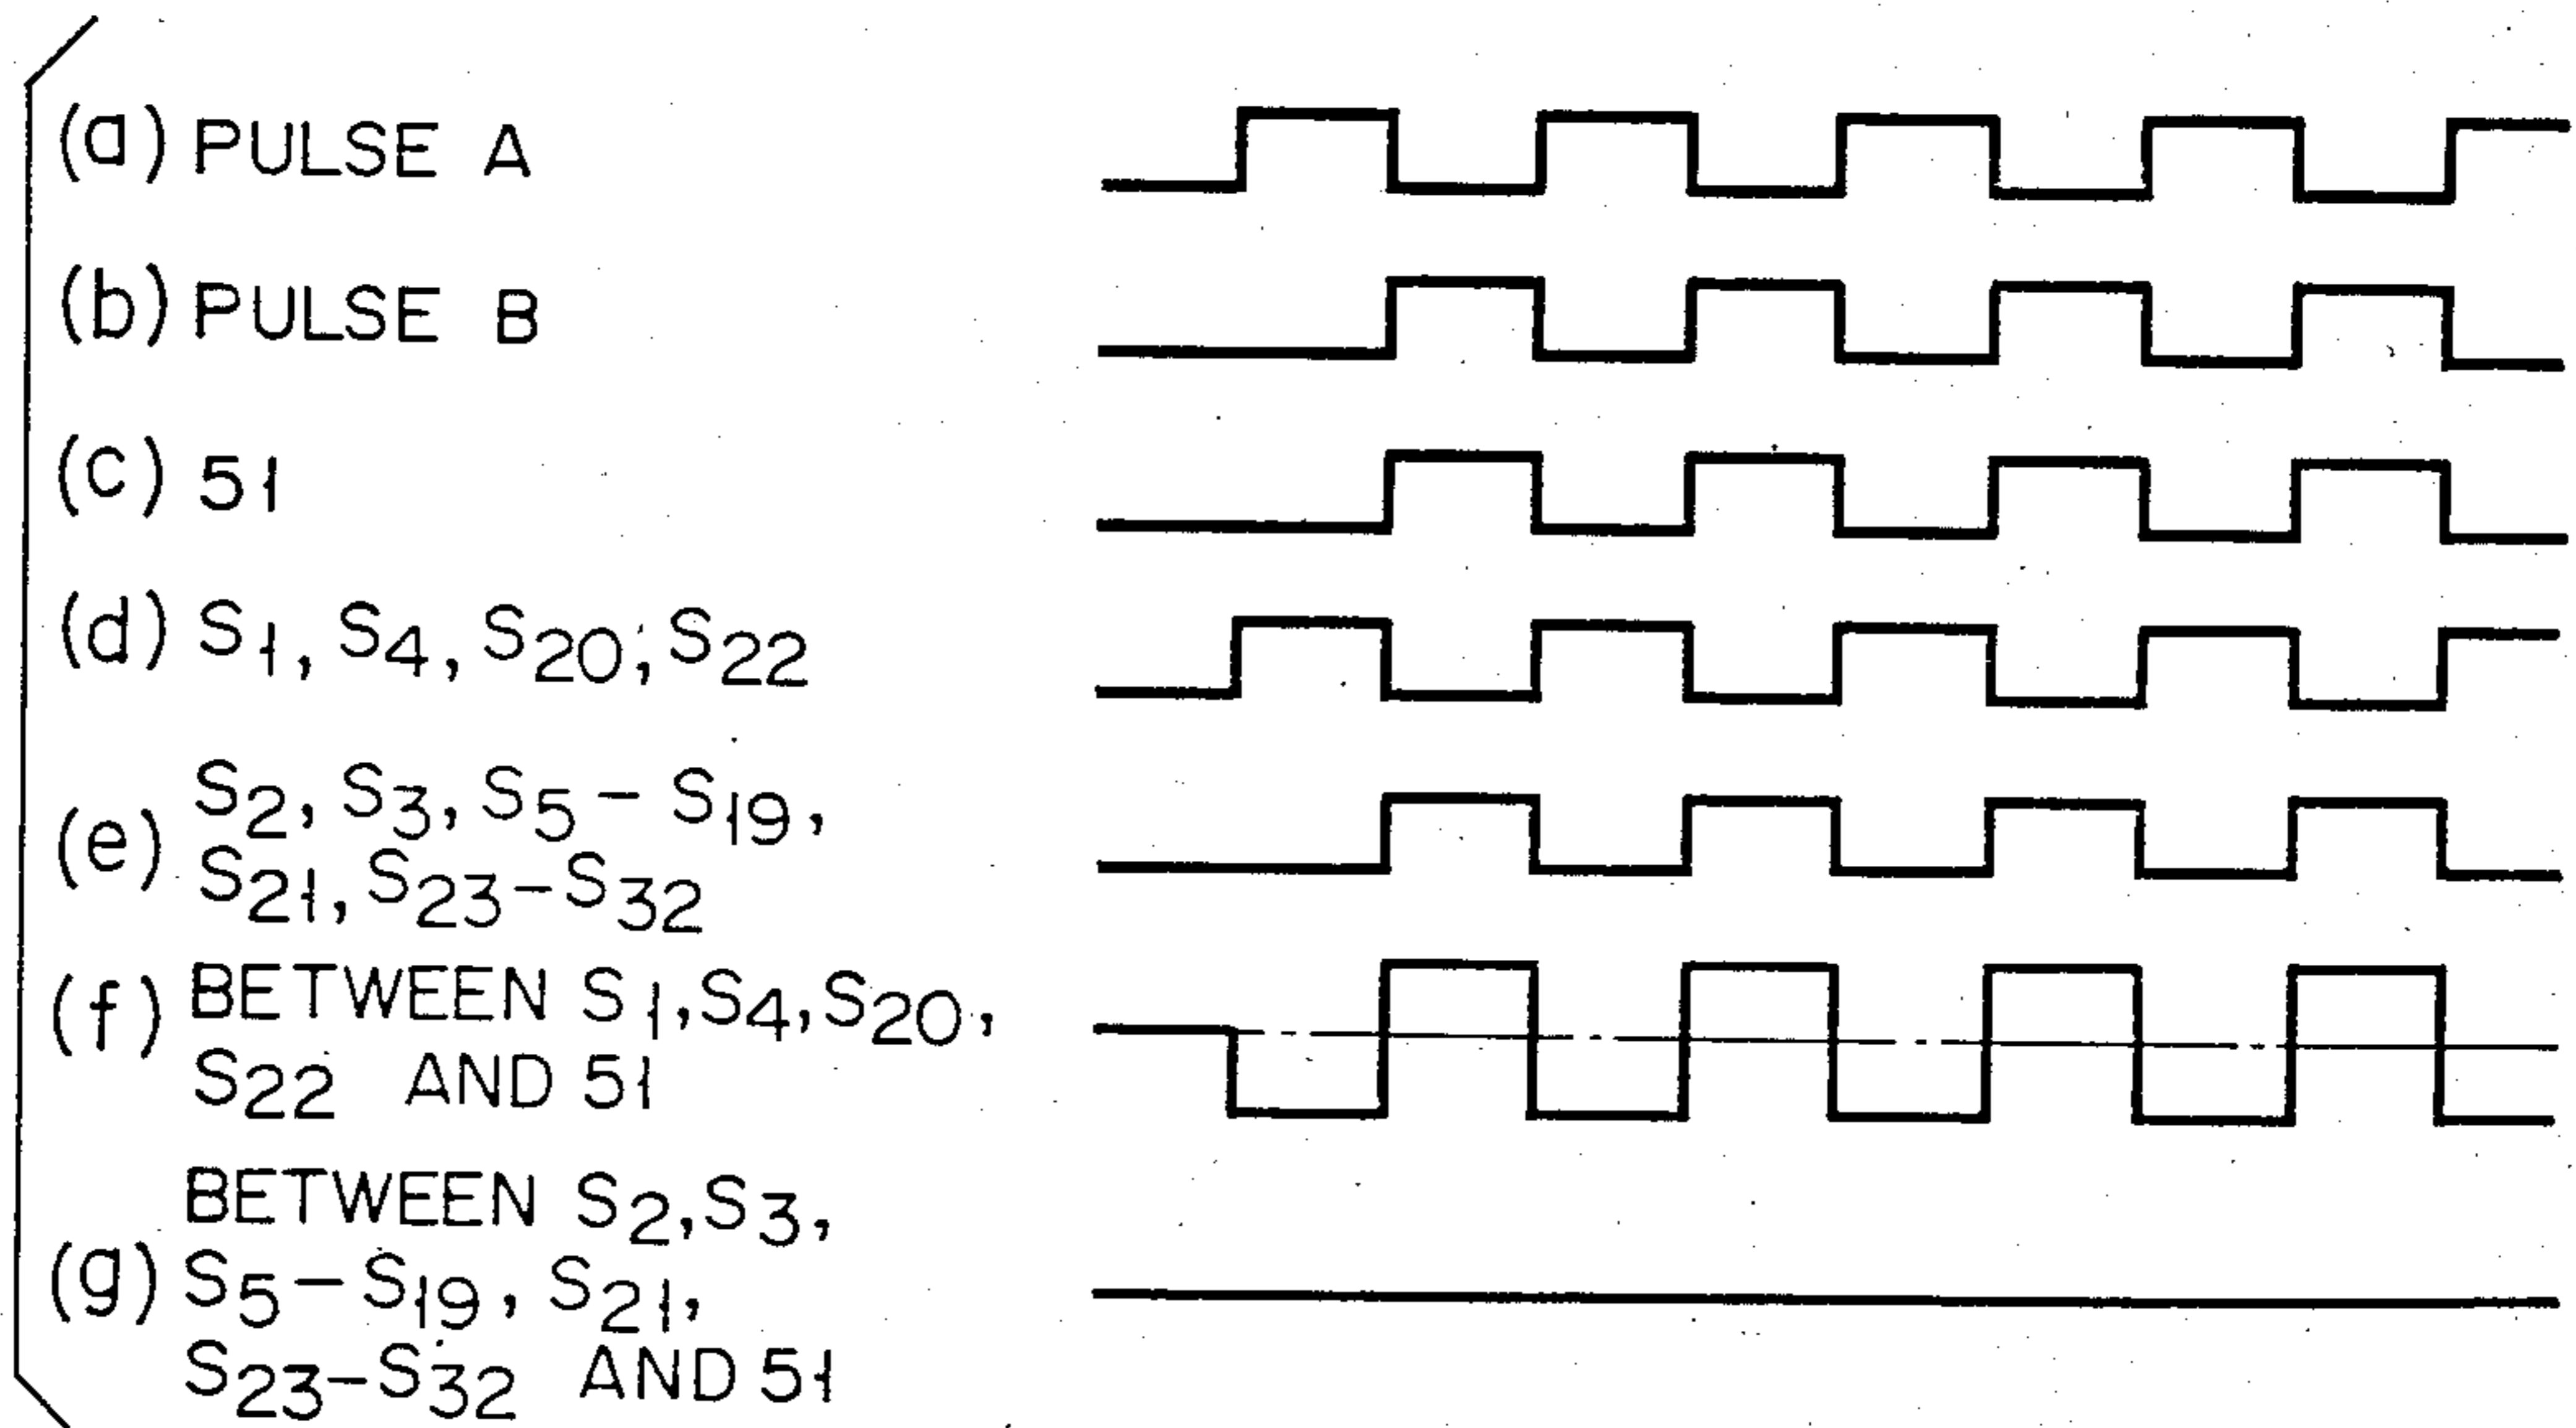 (a) PULSE A
(b) PULSE B
(c) 51
(d) S1, S4, S20, S22
(e) S2, S3, S5 - S19,
S21, S23 - S32
(f) BETWEEN S1, S4, S20,
S22 AND 51
BETWEEN S2, S3,
(g) S5 - S19, S21,
S23 - S32 AND 51